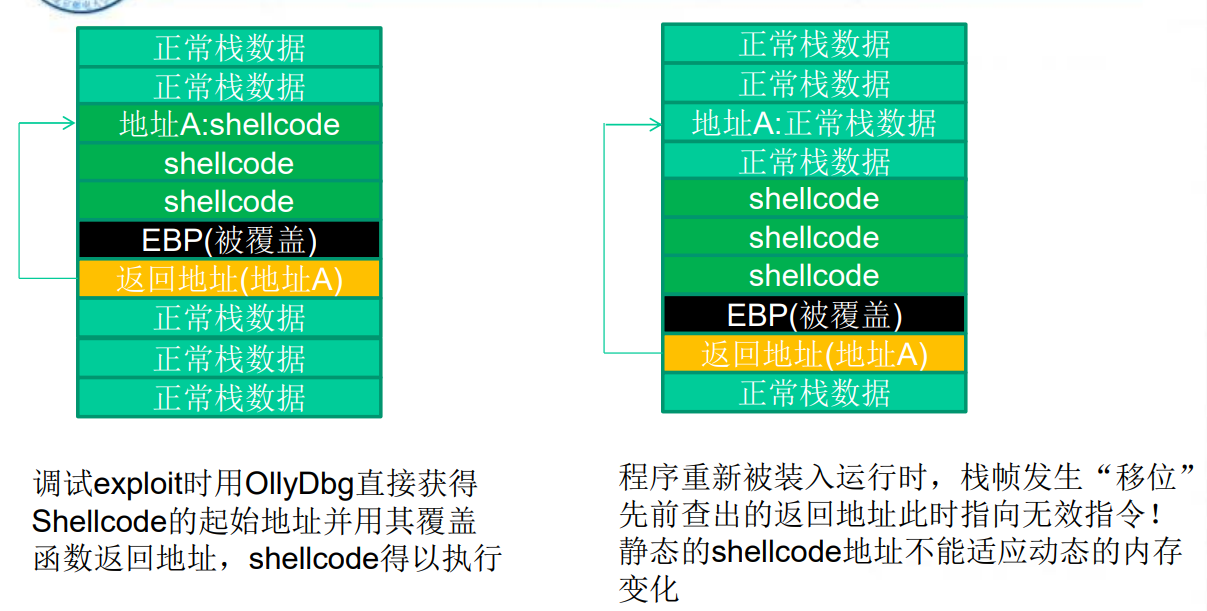 正常栈数据
正常栈数据
地址A:shellcode
shellcode
shellcode
EBP(被覆盖)
返回地址(地址A)
正常栈数据
正常栈数据
正常栈数据
调试exploit时用OllyDbg直接获得
Shellcode的起始地址并用其覆盖
函数返回地址，shellcode得以执行
正常栈数据
正常栈数据
地址A:正常栈数据
正常栈数据
shellcode
shellcode
shellcode
EBP(被覆盖)
返回地址(地址A)
正常栈数据
程序重新被装入运行时，栈帧发生“移位”
先前查出的返回地址此时指向无效指令！
静态的shellcode地址不能适应动态的内存
变化